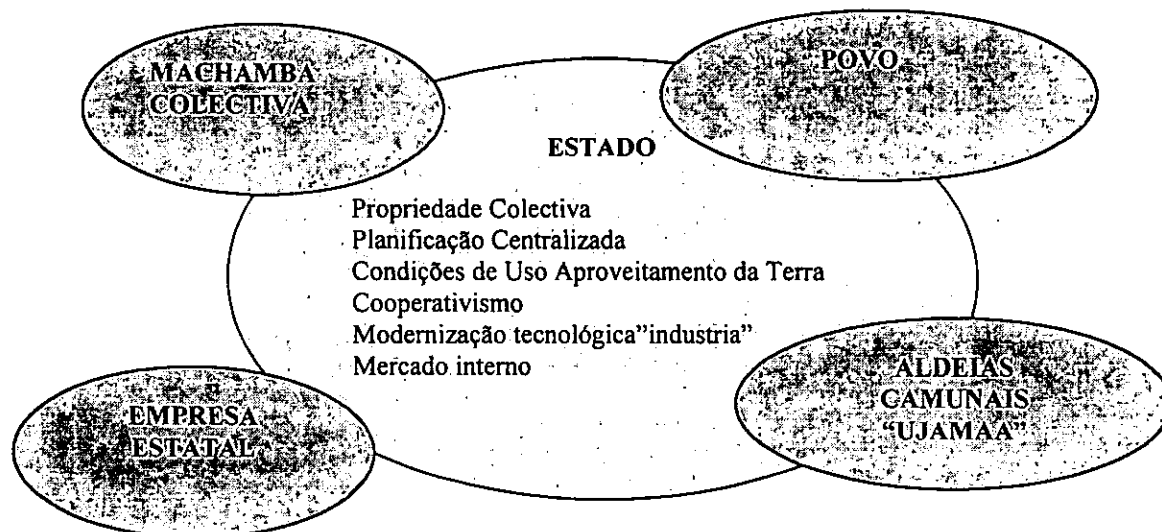 MACHAMBA
COLECTIVA
POVO
ESTADO
Propriedade Colectiva
Planificação Centralizada
Condições de Uso Aproveitamento da Terra
Cooperativismo
Modernização tecnológica”industria”
Mercado interno
EMPRESA
ESTATAL
ALDEIAS
CAMUNAIS
“UJAMAA”